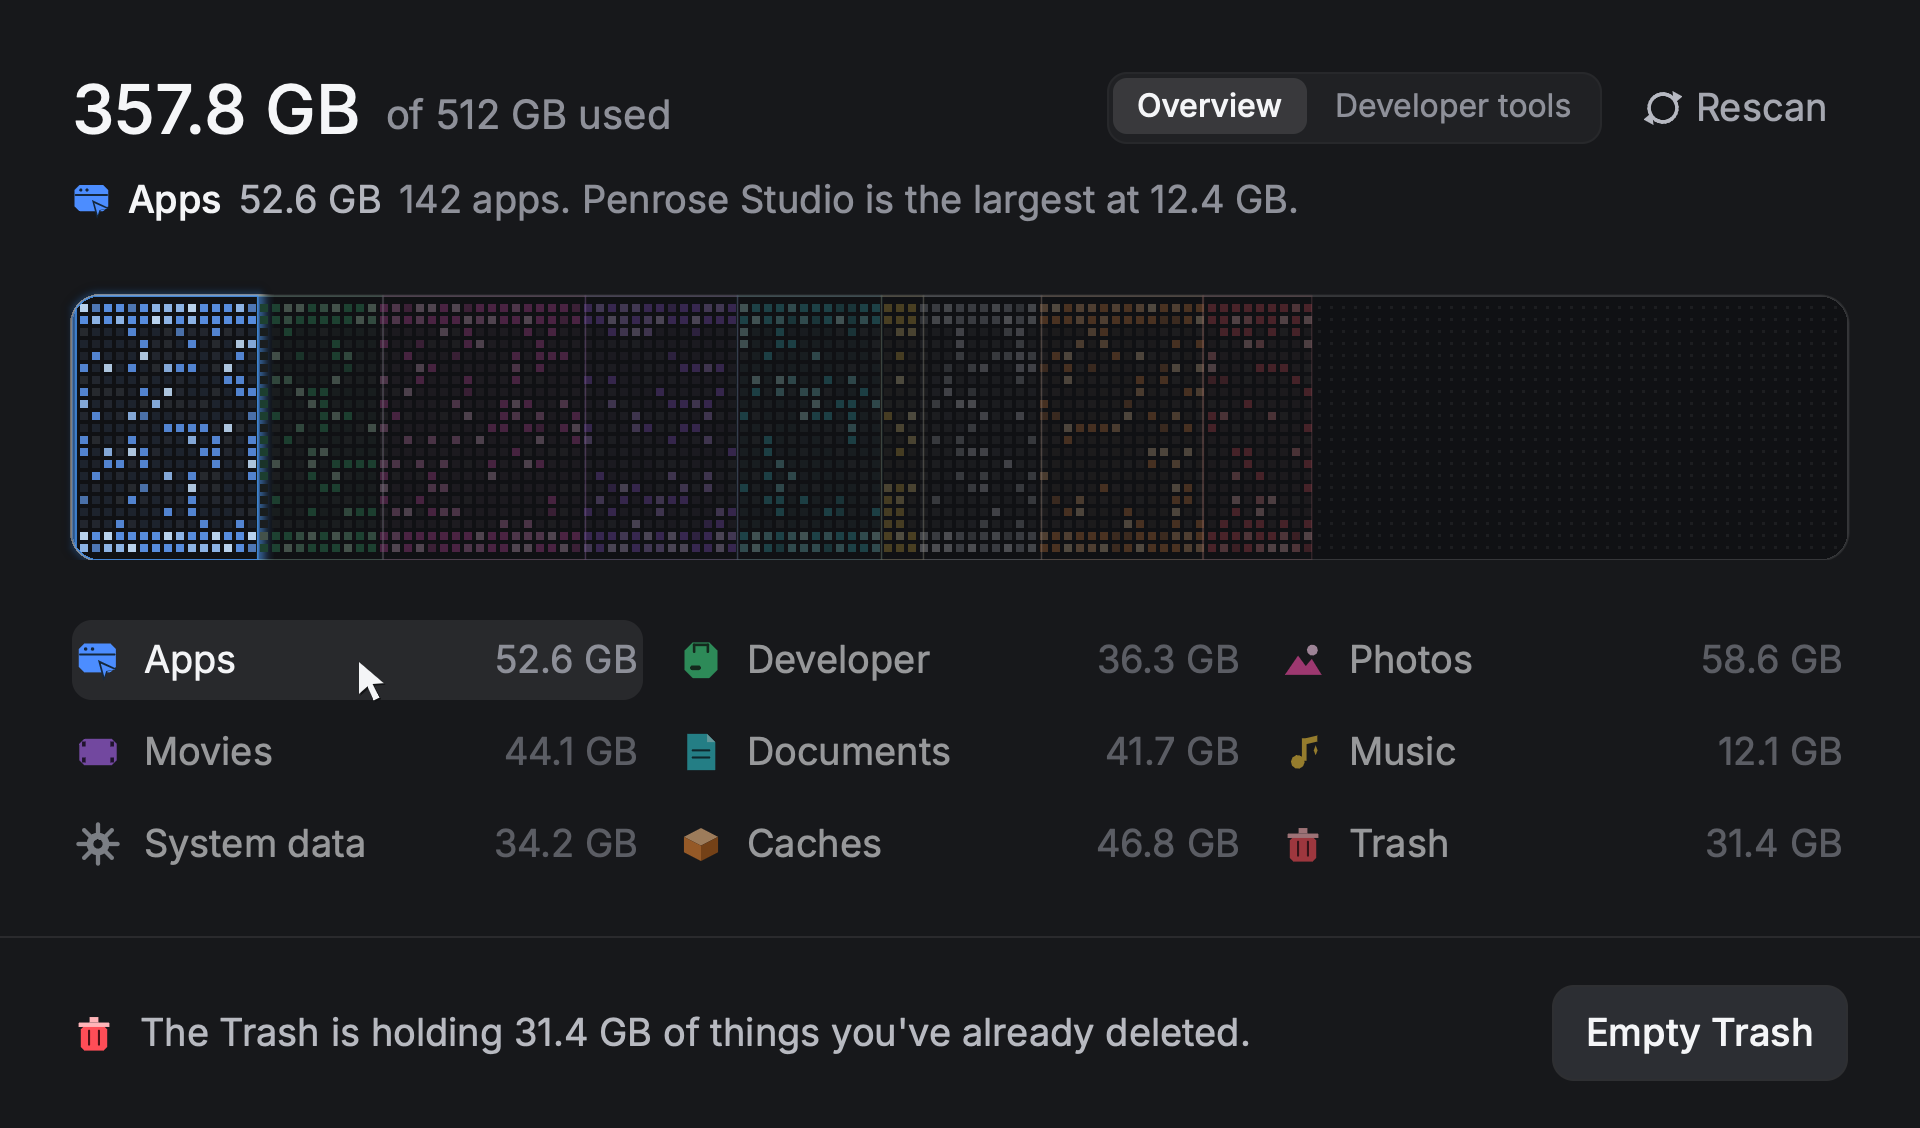 357.8 GB of 512 GB used
Overview
Developer tools
Rescan
Apps 52.6 GB 142 apps. Penrose Studio is the largest at 12.4 GB.
Apps 52.6 GB
Developer 36.3 GB
Photos 58.6 GB
Movies 44.1 GB
Documents 41.7 GB
Music 12.1 GB
System data 34.2 GB
Caches 46.8 GB
Trash 31.4 GB
The Trash is holding 31.4 GB of things you've already deleted.
Empty Trash